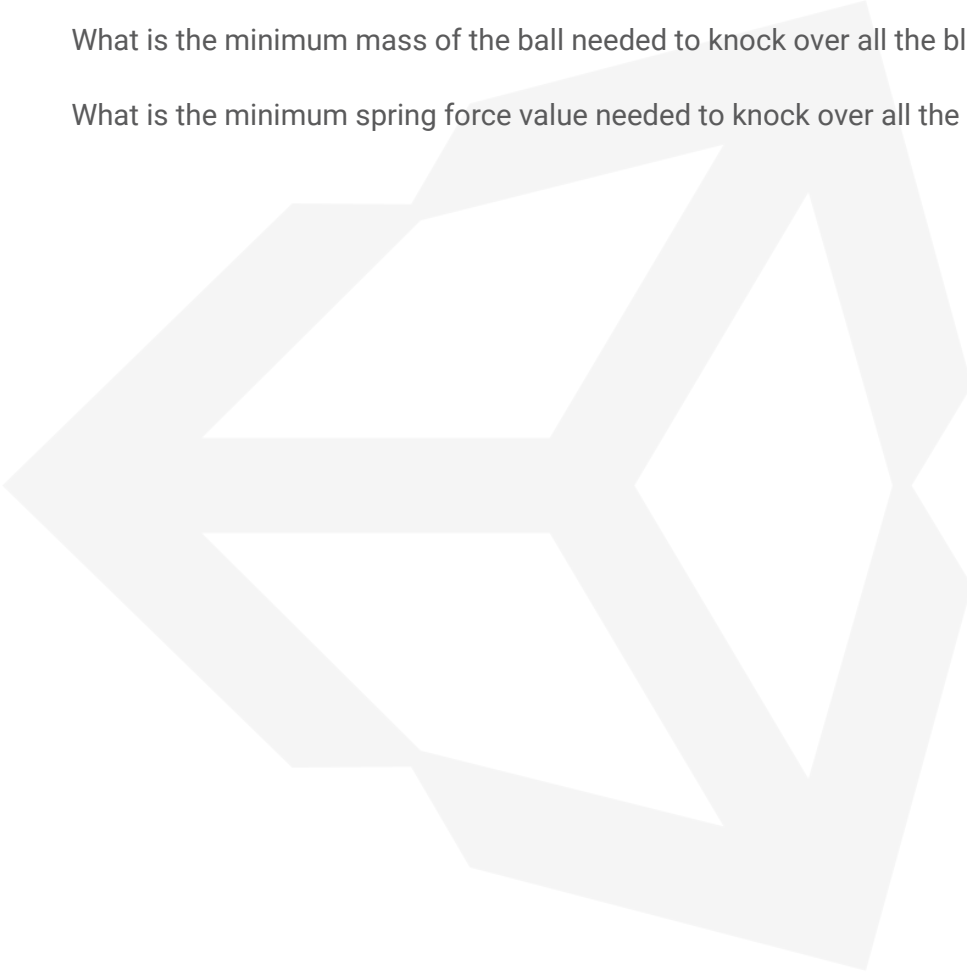 What is the minimum mass of the ball needed to knock over all the bl
What is the minimum spring force value needed to knock over all the